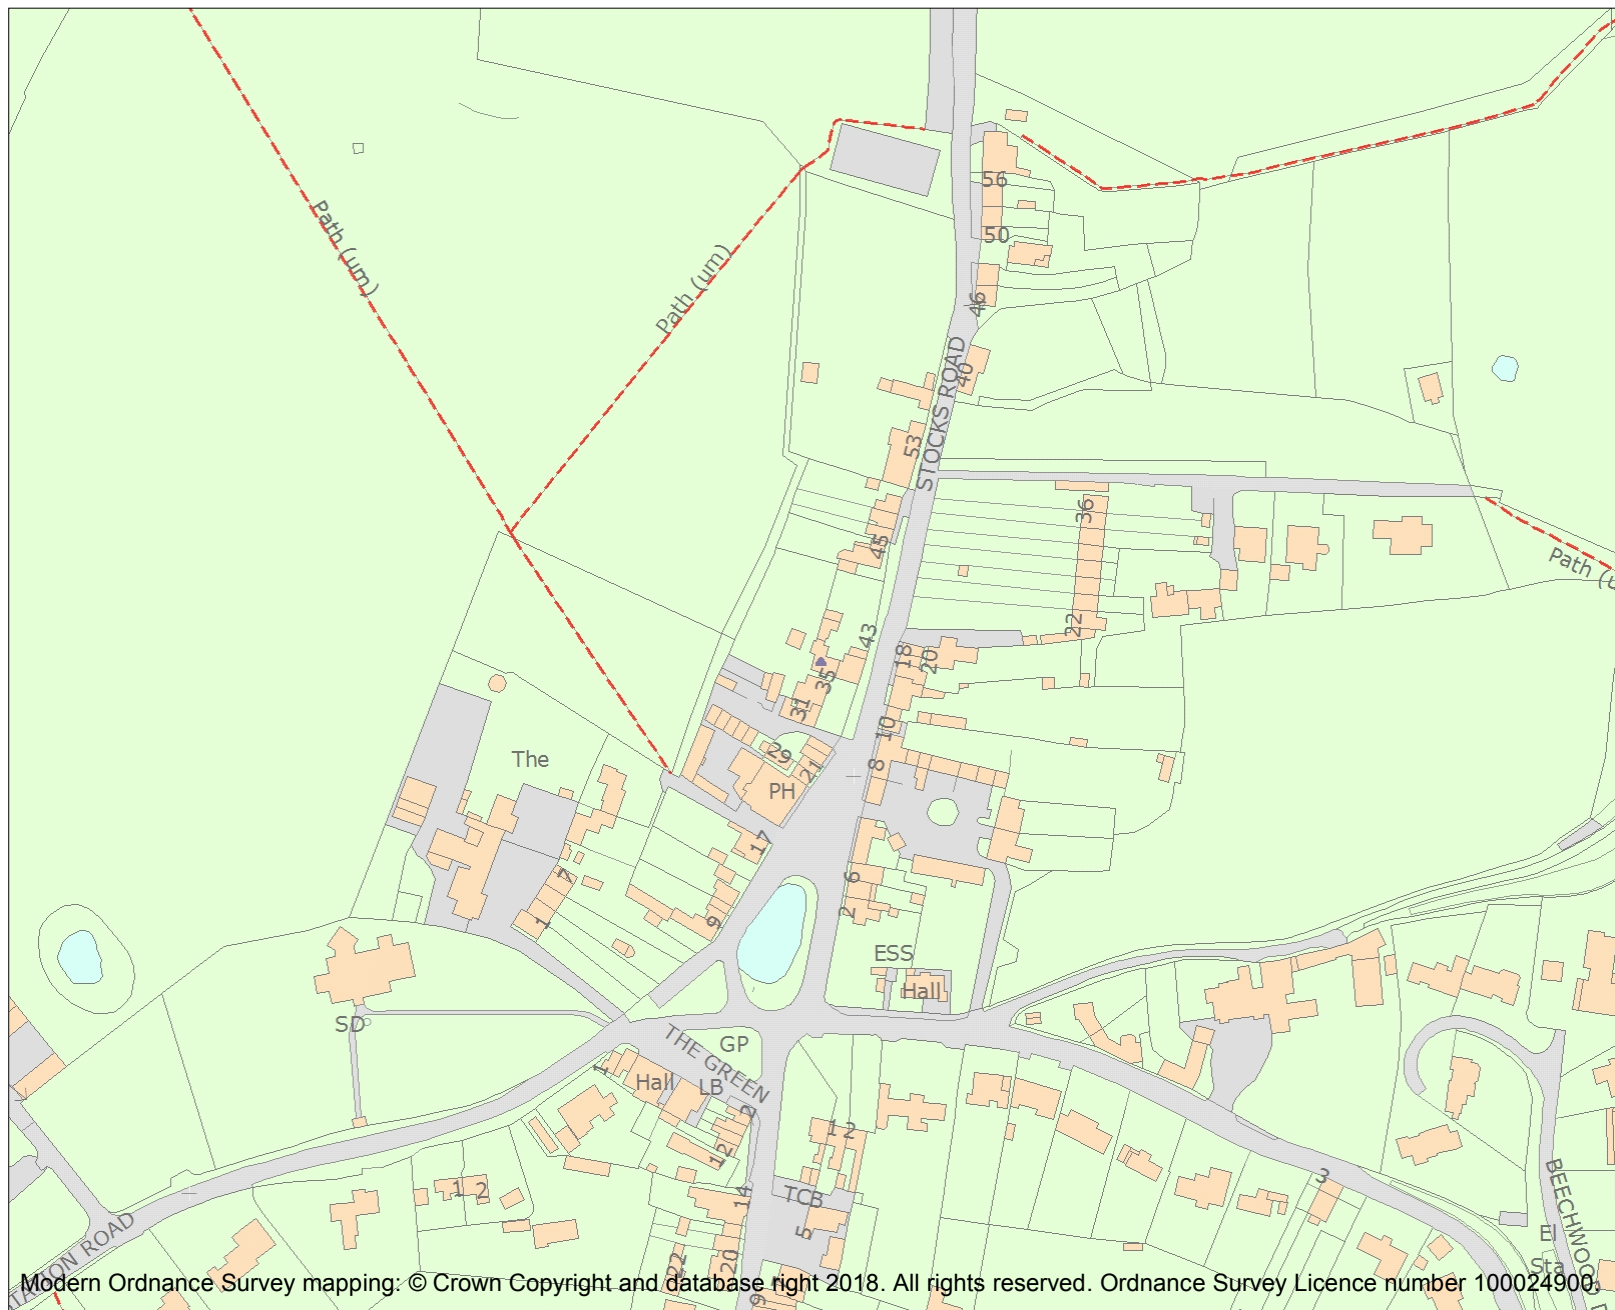 Path (um)
Path (um)
56
50
46
40
STOCKS ROAD
53
36
45
Path (u
22
43
18
20
35
31
10
29
21
8
The
PH
17
7
1
9
6
2
ESS
Hall
SD
THE GREEN
GP
1
Hall
LB
2
12
1 2
1 2
14
TCB
5
3
22
20
BEECHWOOD
El
Sta
TATION ROAD
9
Modern Ordnance Survey mapping: © Crown Copyright and database right 2018. All rights reserved. Ordnance Survey Licence number 100024900.